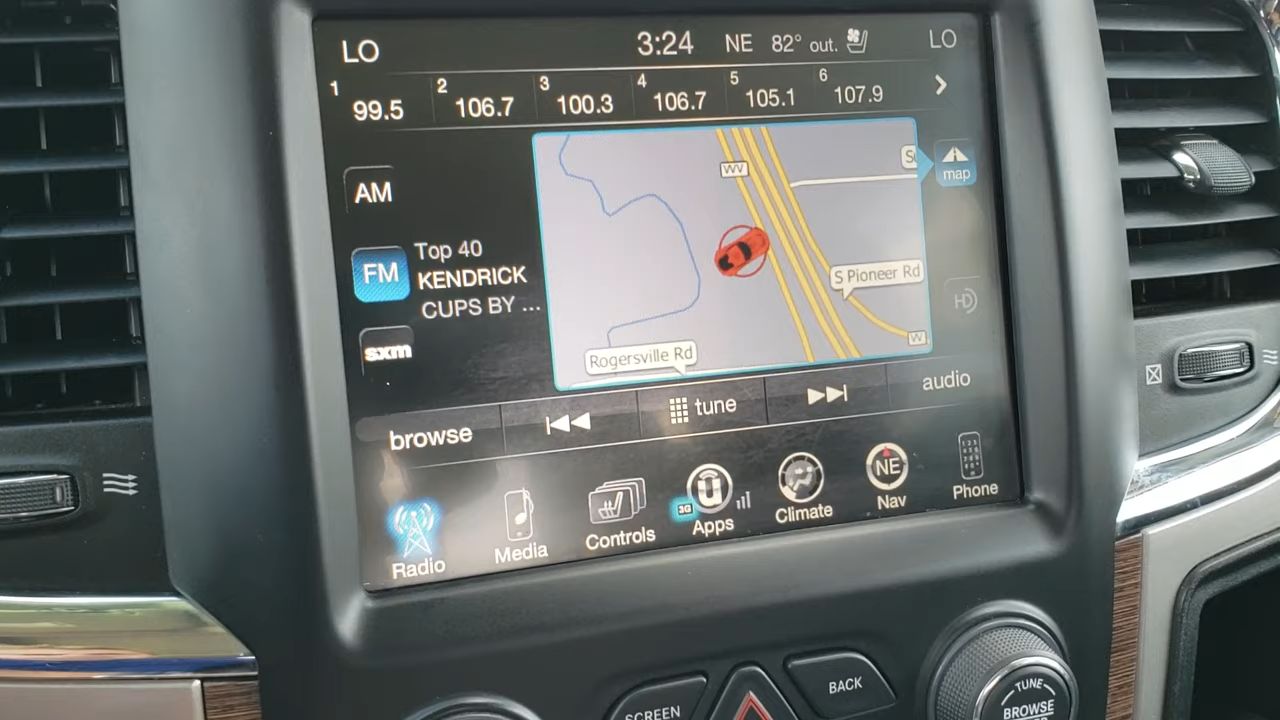 LO 3:24 NE 82° out. LO
1 99.5 2 106.7 3 100.3 4 106.7 5 105.1 6 107.9
AM
WV
map
FM
Top 40
KENDRICK
CUPS BY ...
S Pioneer Rd
HD
sxm
Rogersville Rd
W
browse tune audio
3G
NE
Radio Media Controls Apps Climate Nav Phone
SCREEN
BACK
TUNE
BROWSE